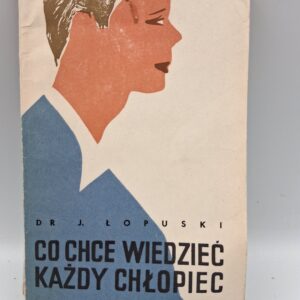 DR J. ŁOPUSKI
CO CHCE WIEDZIEĆ
KAŻDY CHŁOPIEC